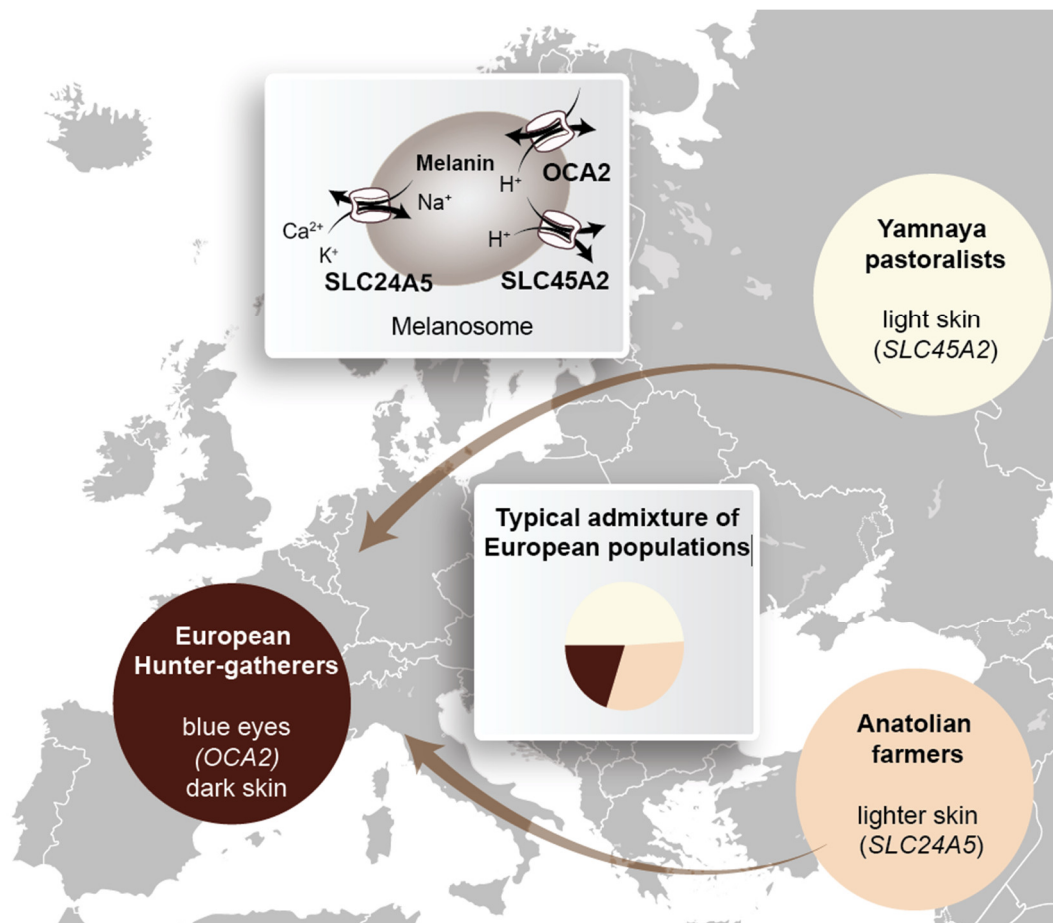 Melanin
OCA2
H⁺
Na⁺
Ca²⁺
K⁺
H⁺
SLC24A5
SLC45A2
Melanosome
Yamnaya
pastoralists
light skin
(SLC45A2)
Typical admixture of
European populations
European
Hunter-gatherers
blue eyes
(OCA2)
dark skin
Anatolian
farmers
lighter skin
(SLC24A5)